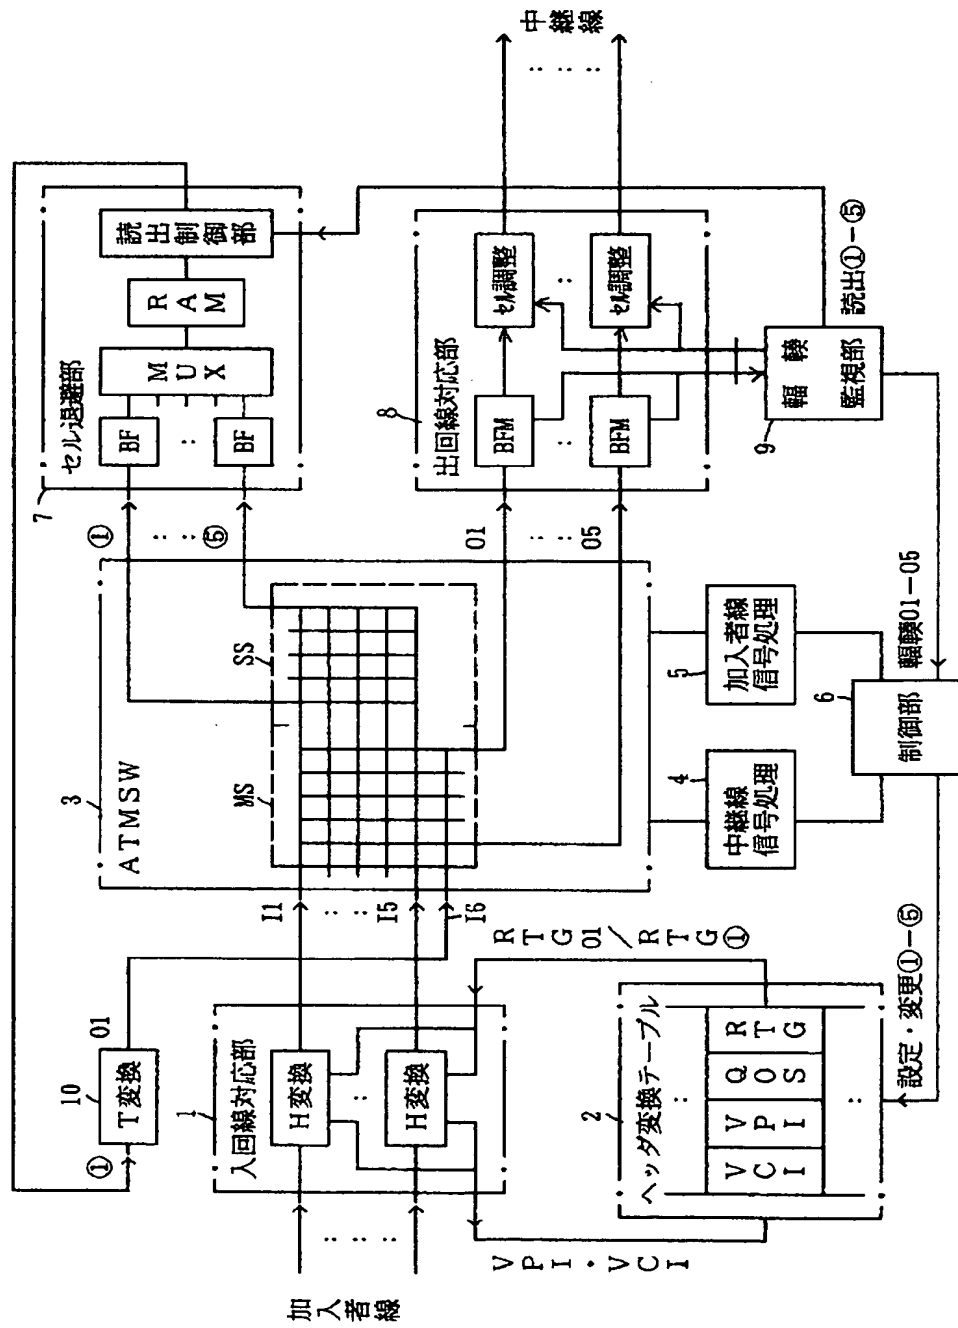 加入者線
VPI・VCI
入回線対応部
1
H変換
:
H変換
10
T変換
①
01
I1
: :
I5
I6
RTG01/RTG①
2
ヘッダ変換テーブル
:
VCI
VPI
QOS
RTG
:
設定・変更①-⑤
3
ATMSW
MS
SS
4
中継線
信号処理
5
加入者線
信号処理
6
制御部
輻輳01-05
①
: :
⑤
01
: :
05
7
セル退避部
BF
:
BF
MUX
RAM
読出制御部
8
出回線対応部
BFM
:
BFM
セル調整
:
セル調整
9
輻輳
監視部
読出①-⑤
中継線
: : :